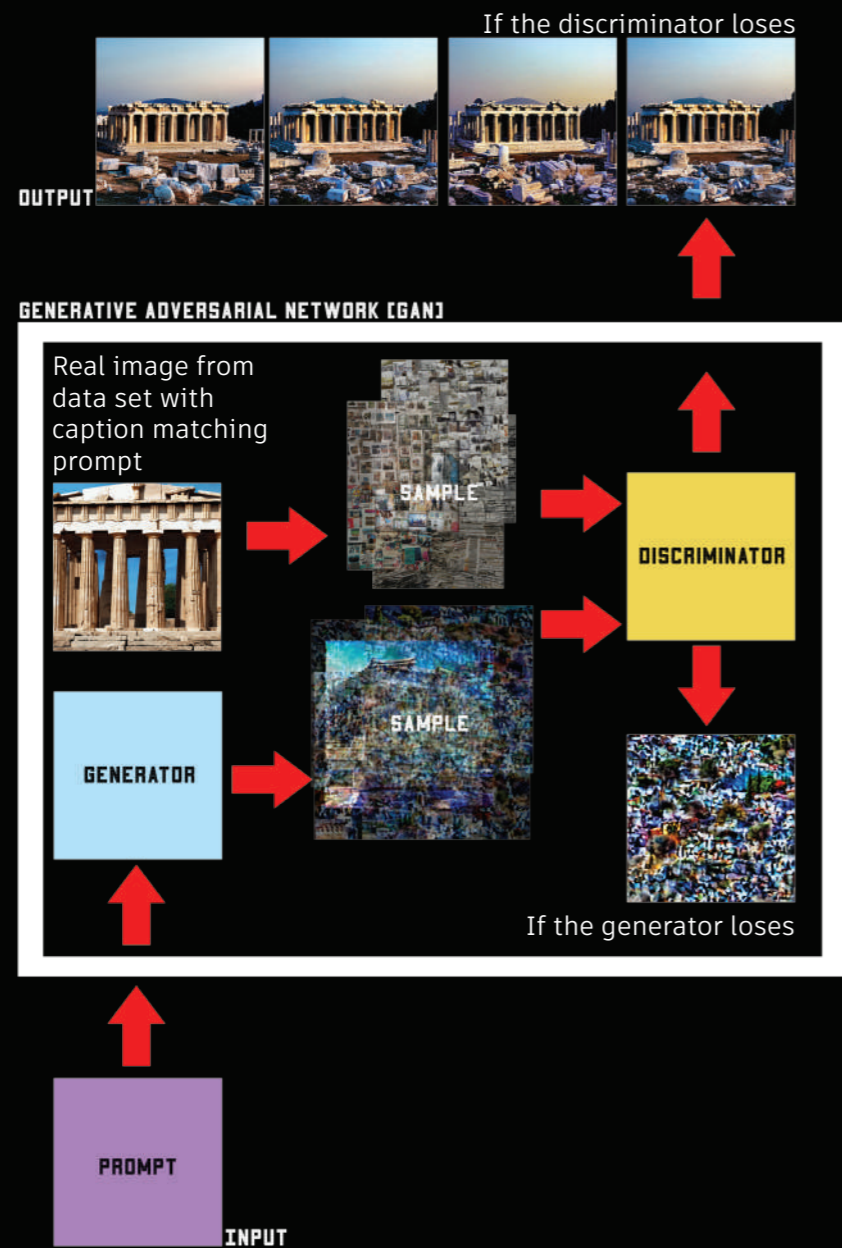 If the discriminator loses
OUTPUT
GENERATIVE ADVERSARIAL NETWORK [GAN]
Real image from
data set with
caption matching
prompt
SAMPLE
DISCRIMINATOR
SAMPLE
GENERATOR
If the generator loses
PROMPT
INPUT